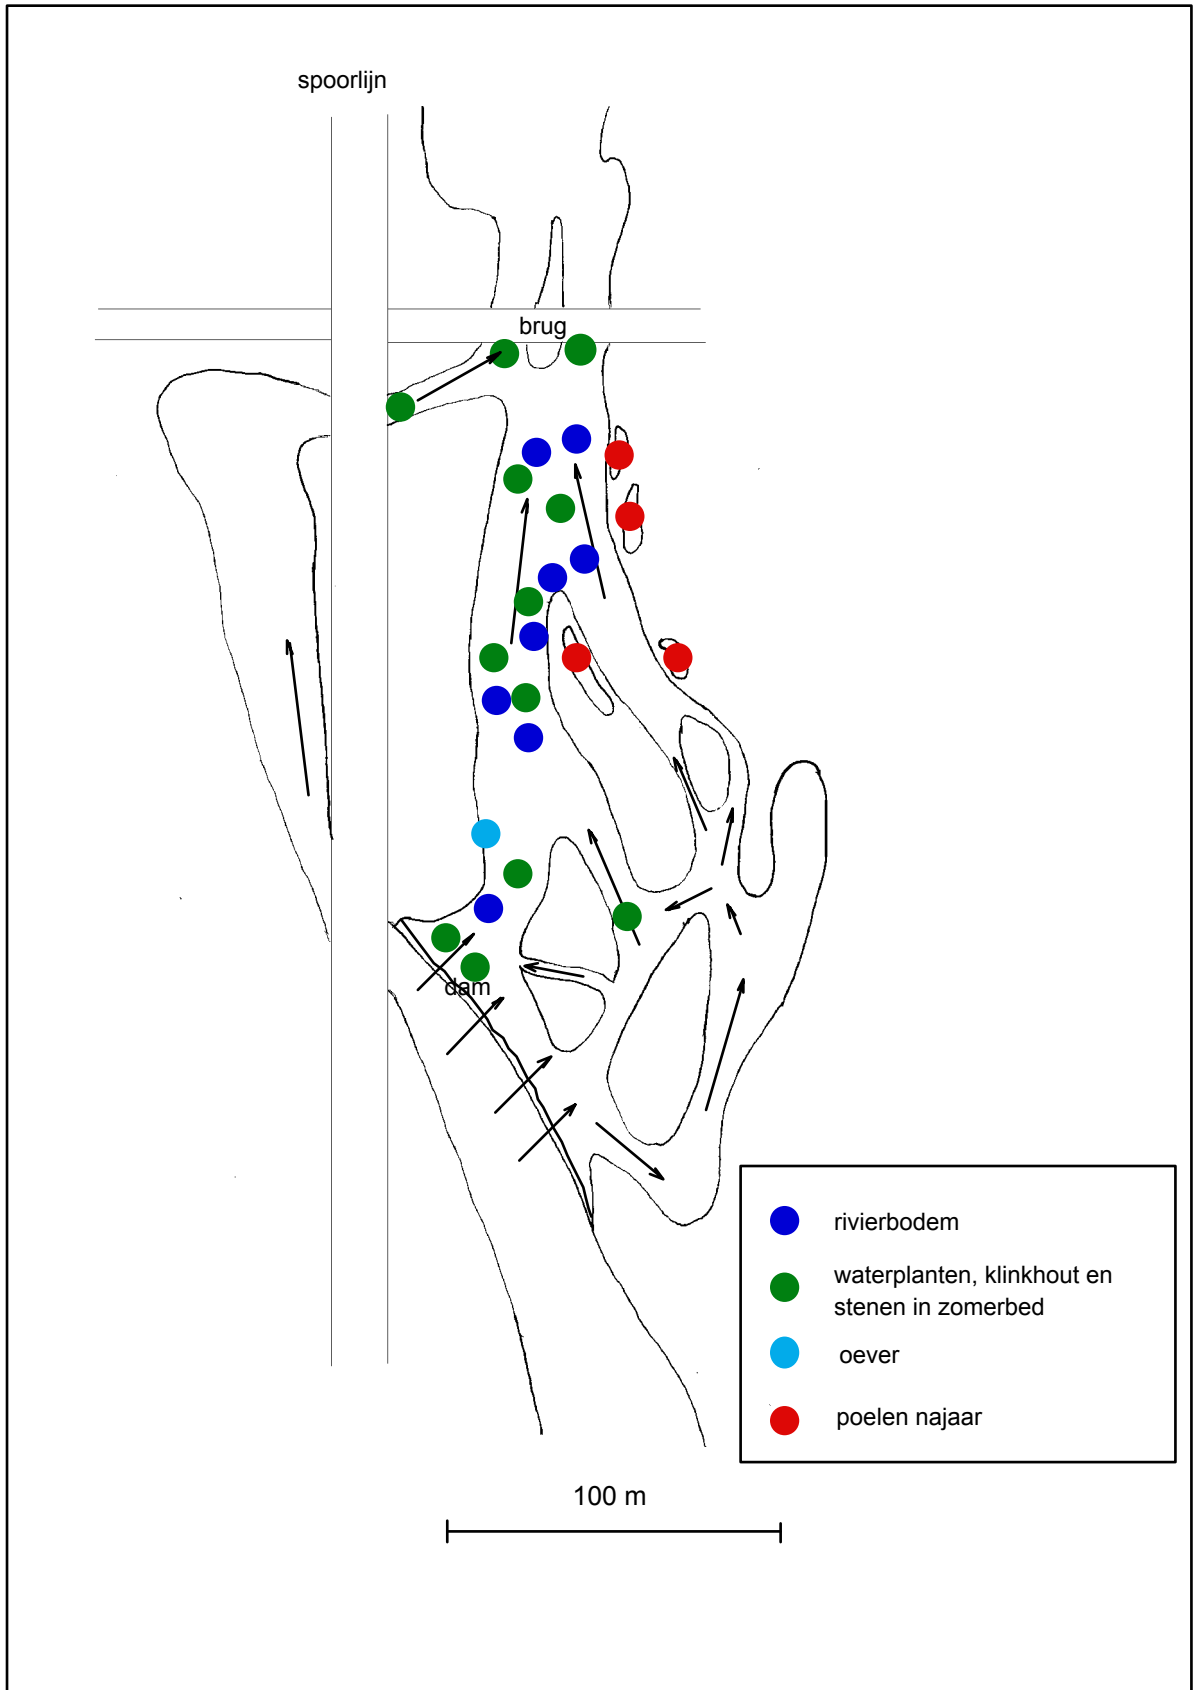 spoorlijn
brug
dam
rivierbodem
waterplanten, klinkhout en
stenen in zomerbed
oever
poelen najaar
100 m